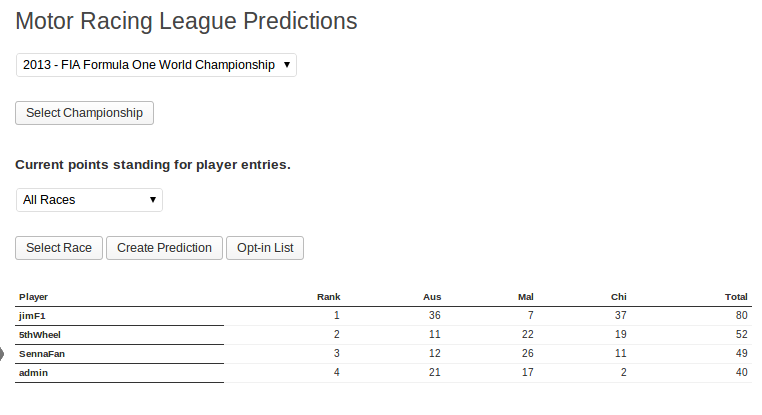 Motor Racing League Predictions
2013 - FIA Formula One World Championship
Select Championship
Current points standing for player entries.
All Races
Select Race Create Prediction Opt-in List
Player Rank Aus Mal Chi Total
jimF1 1 36 7 37 80
5thWheel 2 11 22 19 52
SennaFan 3 12 26 11 49
admin 4 21 17 2 40